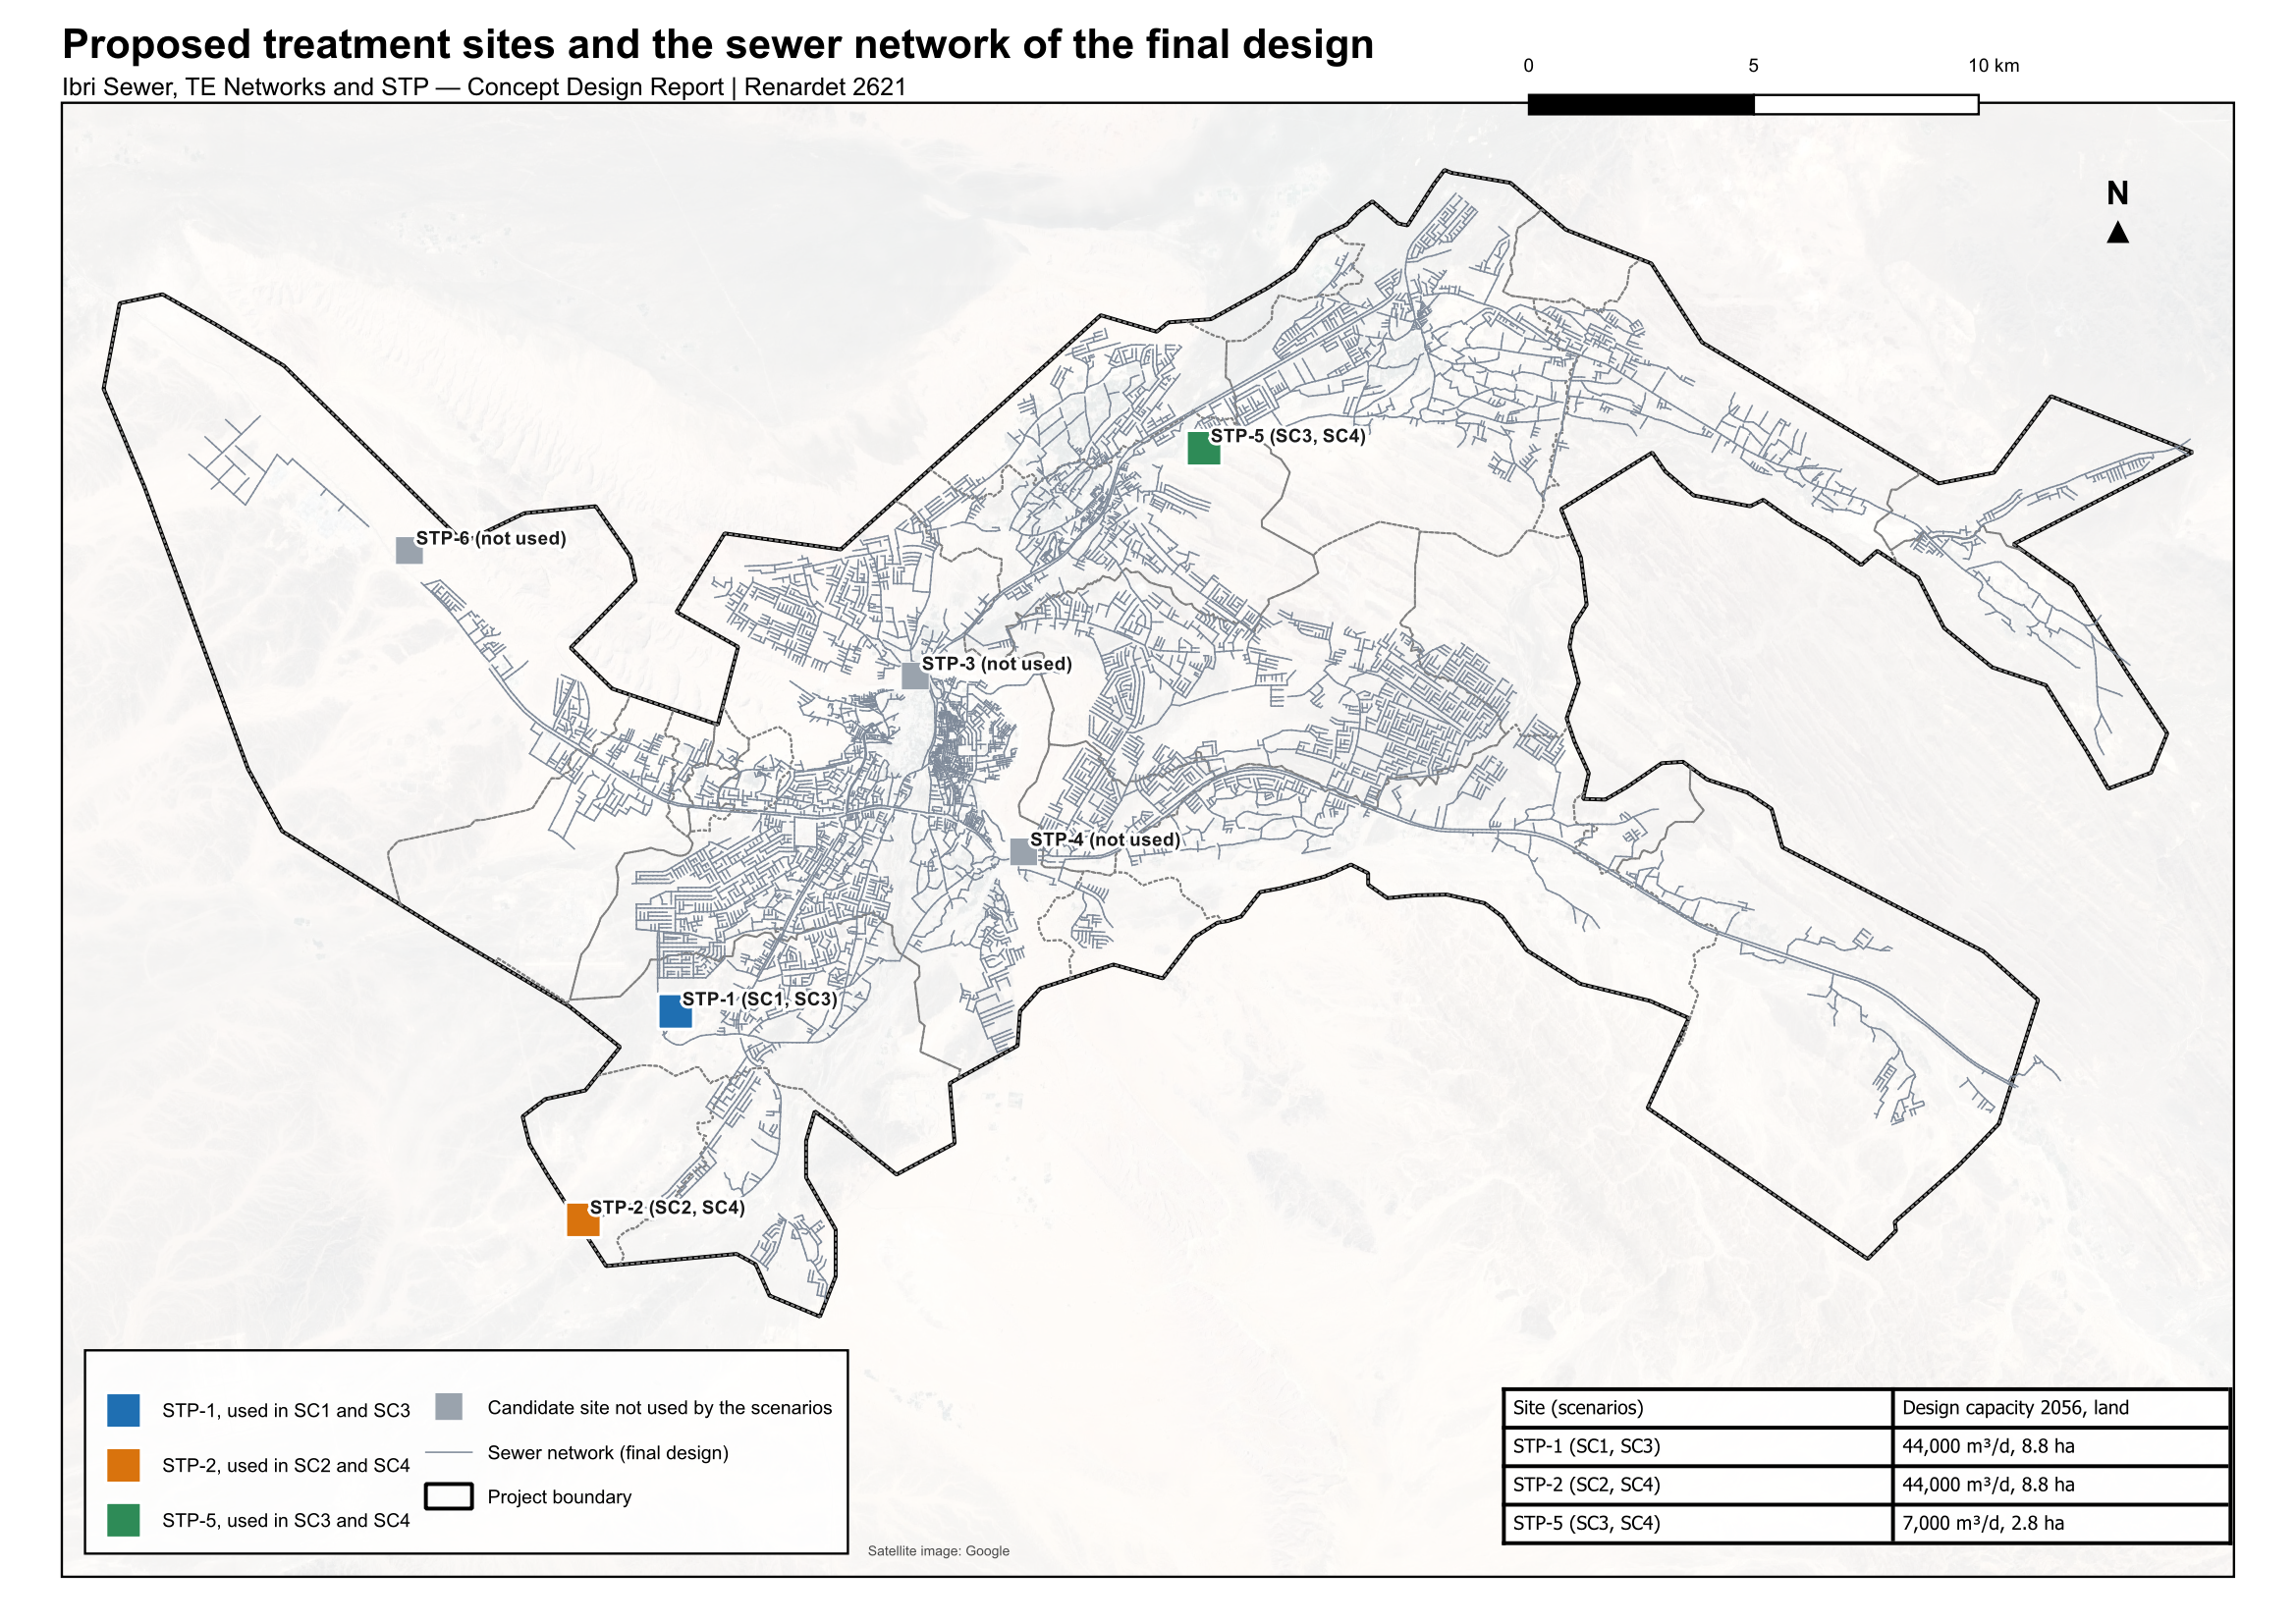 Proposed treatment sites and the sewer network of the final design
Ibri Sewer, TE Networks and STP — Concept Design Report | Renardet 2621
0 5 10 km
N
STP-5 (SC3, SC4)
STP-6 (not used)
STP-3 (not used)
STP-4 (not used)
STP-1 (SC1, SC3)
STP-2 (SC2, SC4)
STP-1, used in SC1 and SC3
STP-2, used in SC2 and SC4
STP-5, used in SC3 and SC4
Candidate site not used by the scenarios
Sewer network (final design)
Project boundary
Satellite image: Google
Site (scenarios) Design capacity 2056, land
STP-1 (SC1, SC3) 44,000 m³/d, 8.8 ha
STP-2 (SC2, SC4) 44,000 m³/d, 8.8 ha
STP-5 (SC3, SC4) 7,000 m³/d, 2.8 ha